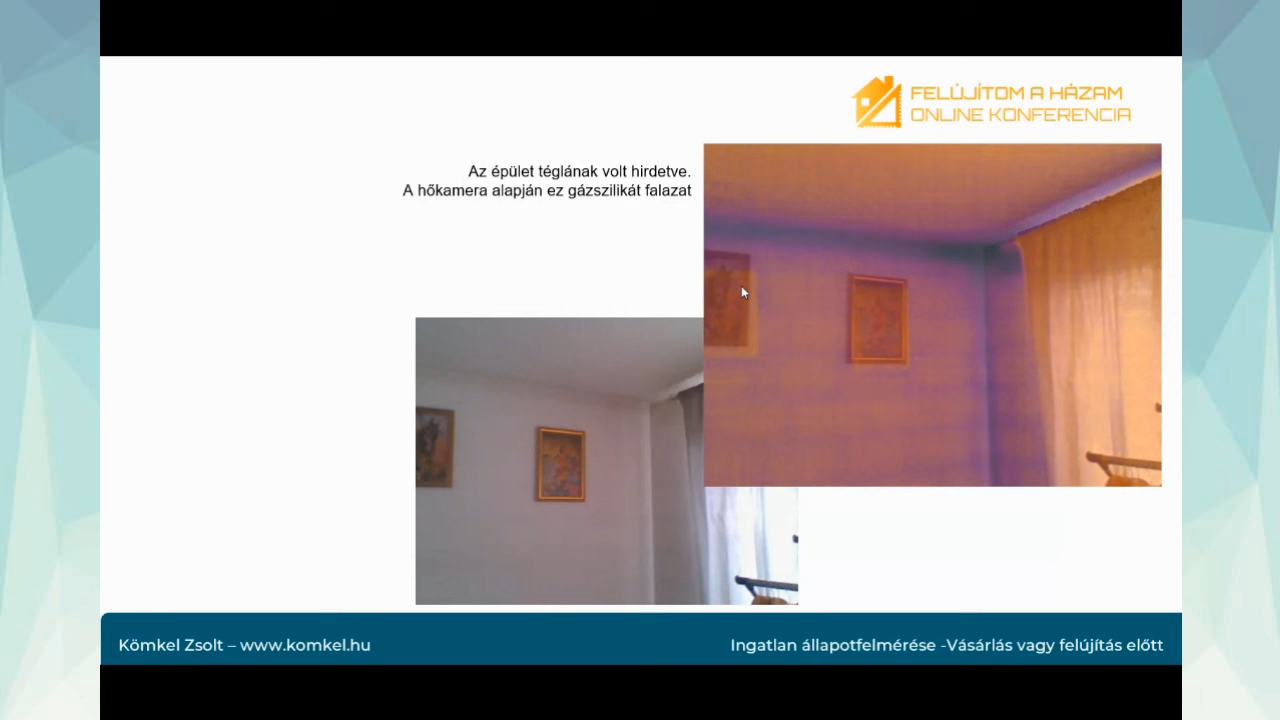 FELÚJÍTOM A HÁZAM
ONLINE KONFERENCIA
Az épület téglának volt hirdetve.
A hőkamera alapján ez gázszilikát falazat
Kömkel Zsolt – www.komkel.hu
Ingatlan állapotfelmérése -Vásárlás vagy felújítás előtt